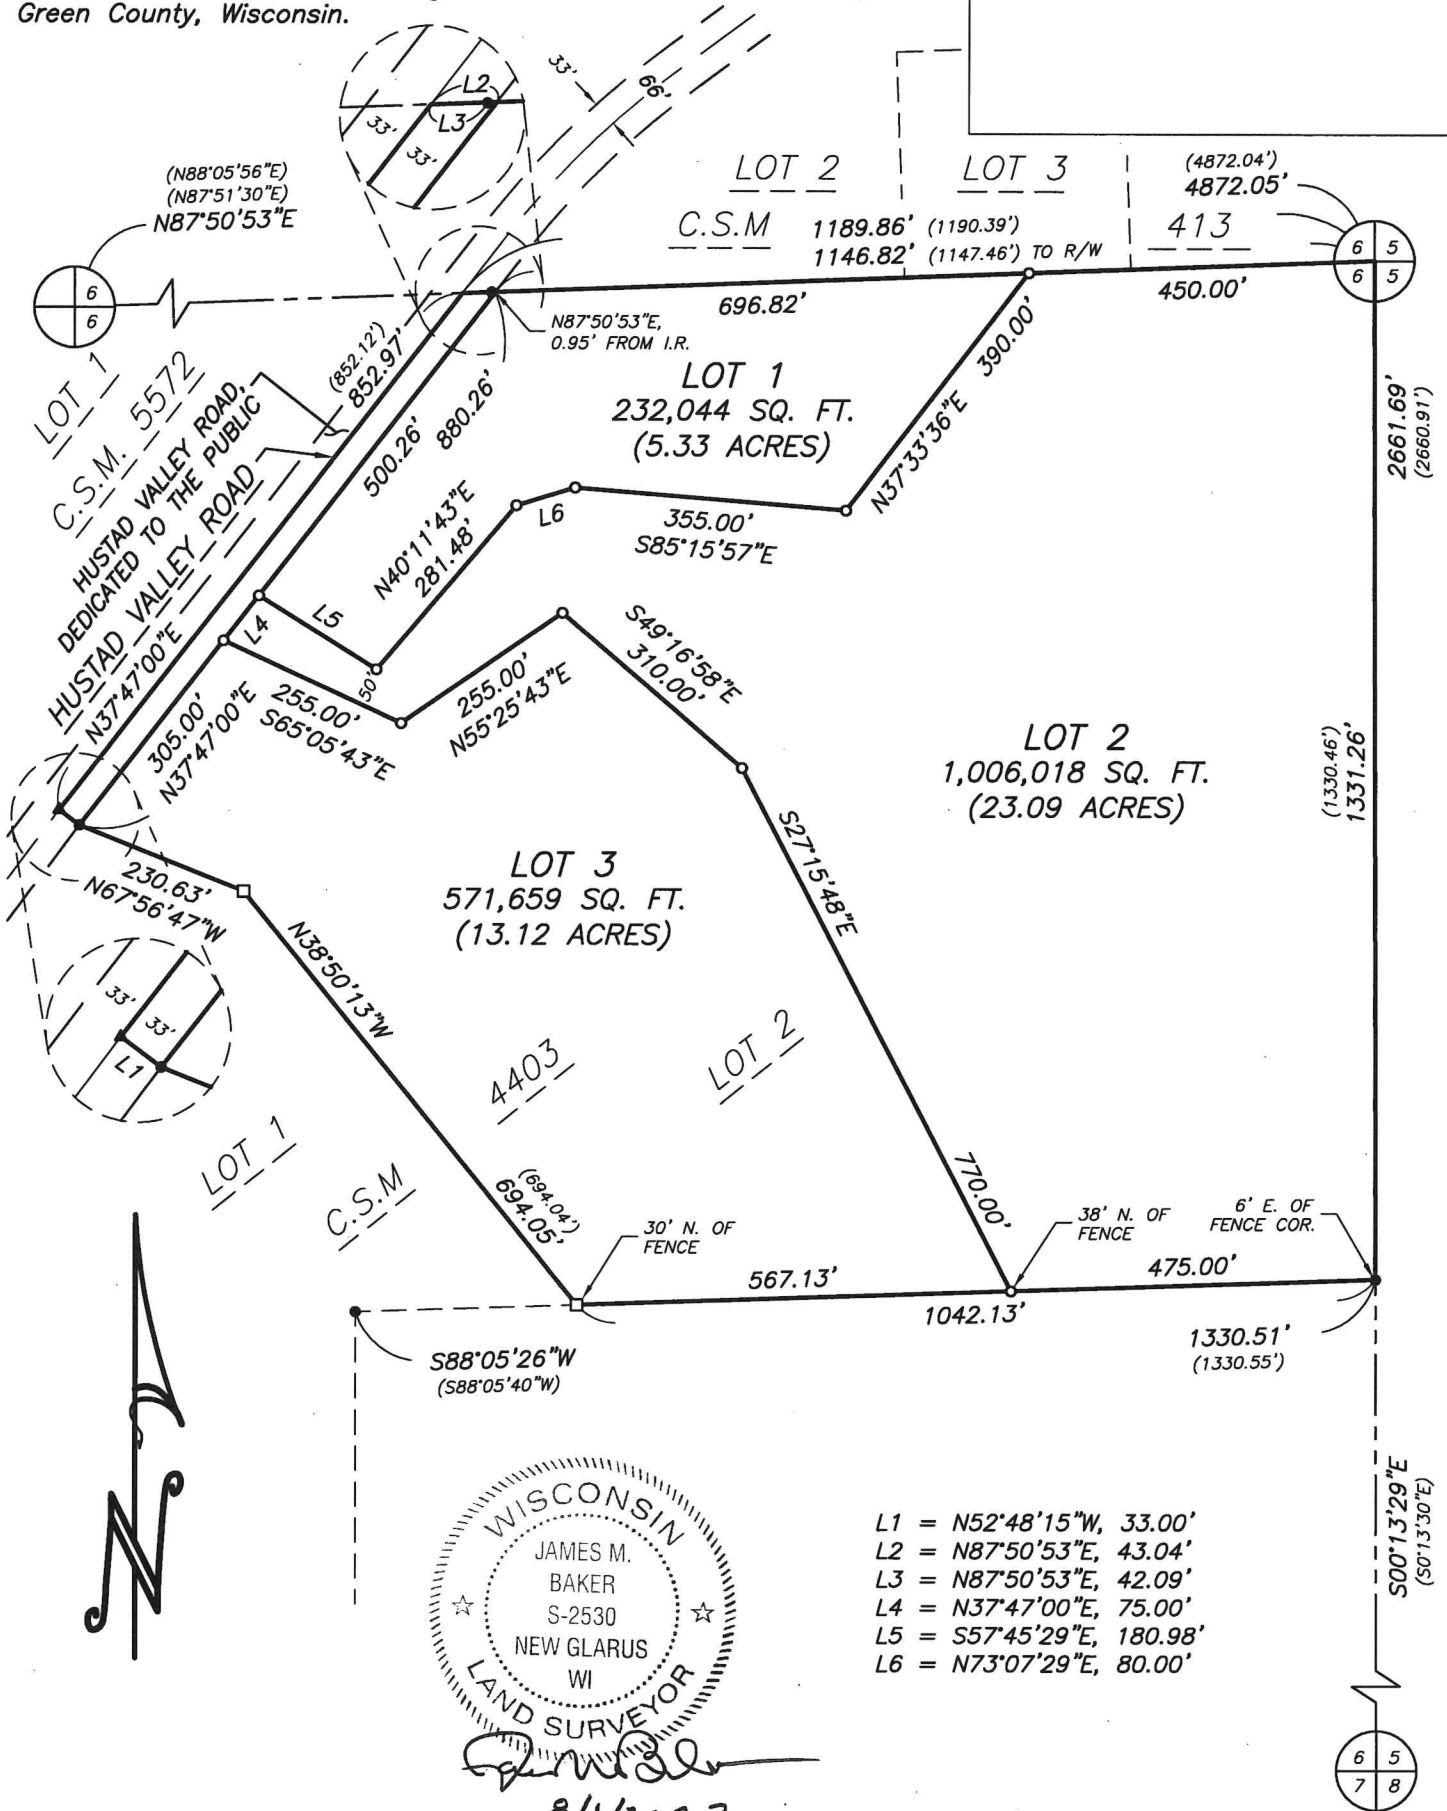 Green County, Wisconsin.
L2
L3
33'
33'
33'
66'
(N88°05'56"E)
(N87°51'30"E)
N87°50'53"E
LOT 2
LOT 3
(4872.04')
4872.05'
C.S.M
1189.86' (1190.39')
413
1146.82' (1147.46') TO R/W
6 5
6 5
6
6
696.82'
450.00'
N87°50'53"E,
0.95' FROM I.R.
LOT 1
C.S.M. 5572
(852.12')
852.97'
HUSTAD VALLEY ROAD,
DEDICATED TO THE PUBLIC
HUSTAD VALLEY ROAD
500.26'
880.26'
LOT 1
232,044 SQ. FT.
(5.33 ACRES)
390.00'
N37°33'36"E
2661.69'
(2660.91')
N40°11'43"E
281.48'
L6
355.00'
S85°15'57"E
L5
L4
50'
N37°47'00"E
305.00'
N37°47'00"E
255.00'
S65°05'43"E
255.00'
N55°25'43"E
S49°16'58"E
310.00'
LOT 2
1,006,018 SQ. FT.
(23.09 ACRES)
(1330.46')
1331.26'
S27°15'48"E
770.00'
LOT 3
571,659 SQ. FT.
(13.12 ACRES)
230.63'
N67°56'47"W
33'
33'
L1
N38°50'13"W
(694.04')
694.05'
4403
LOT 2
LOT 1
C.S.M
30' N. OF
FENCE
38' N. OF
FENCE
6' E. OF
FENCE COR.
567.13'
475.00'
1042.13'
1330.51'
(1330.55')
S88°05'26"W
(S88°05'40"W)
N
S00°13'29"E
(S0°13'30"E)
WISCONSIN
JAMES M.
BAKER
S-2530
NEW GLARUS
WI
LAND SURVEYOR
L1 = N52°48'15"W, 33.00'
L2 = N87°50'53"E, 43.04'
L3 = N87°50'53"E, 42.09'
L4 = N37°47'00"E, 75.00'
L5 = S57°45'29"E, 180.98'
L6 = N73°07'29"E, 80.00'
6 5
7 8